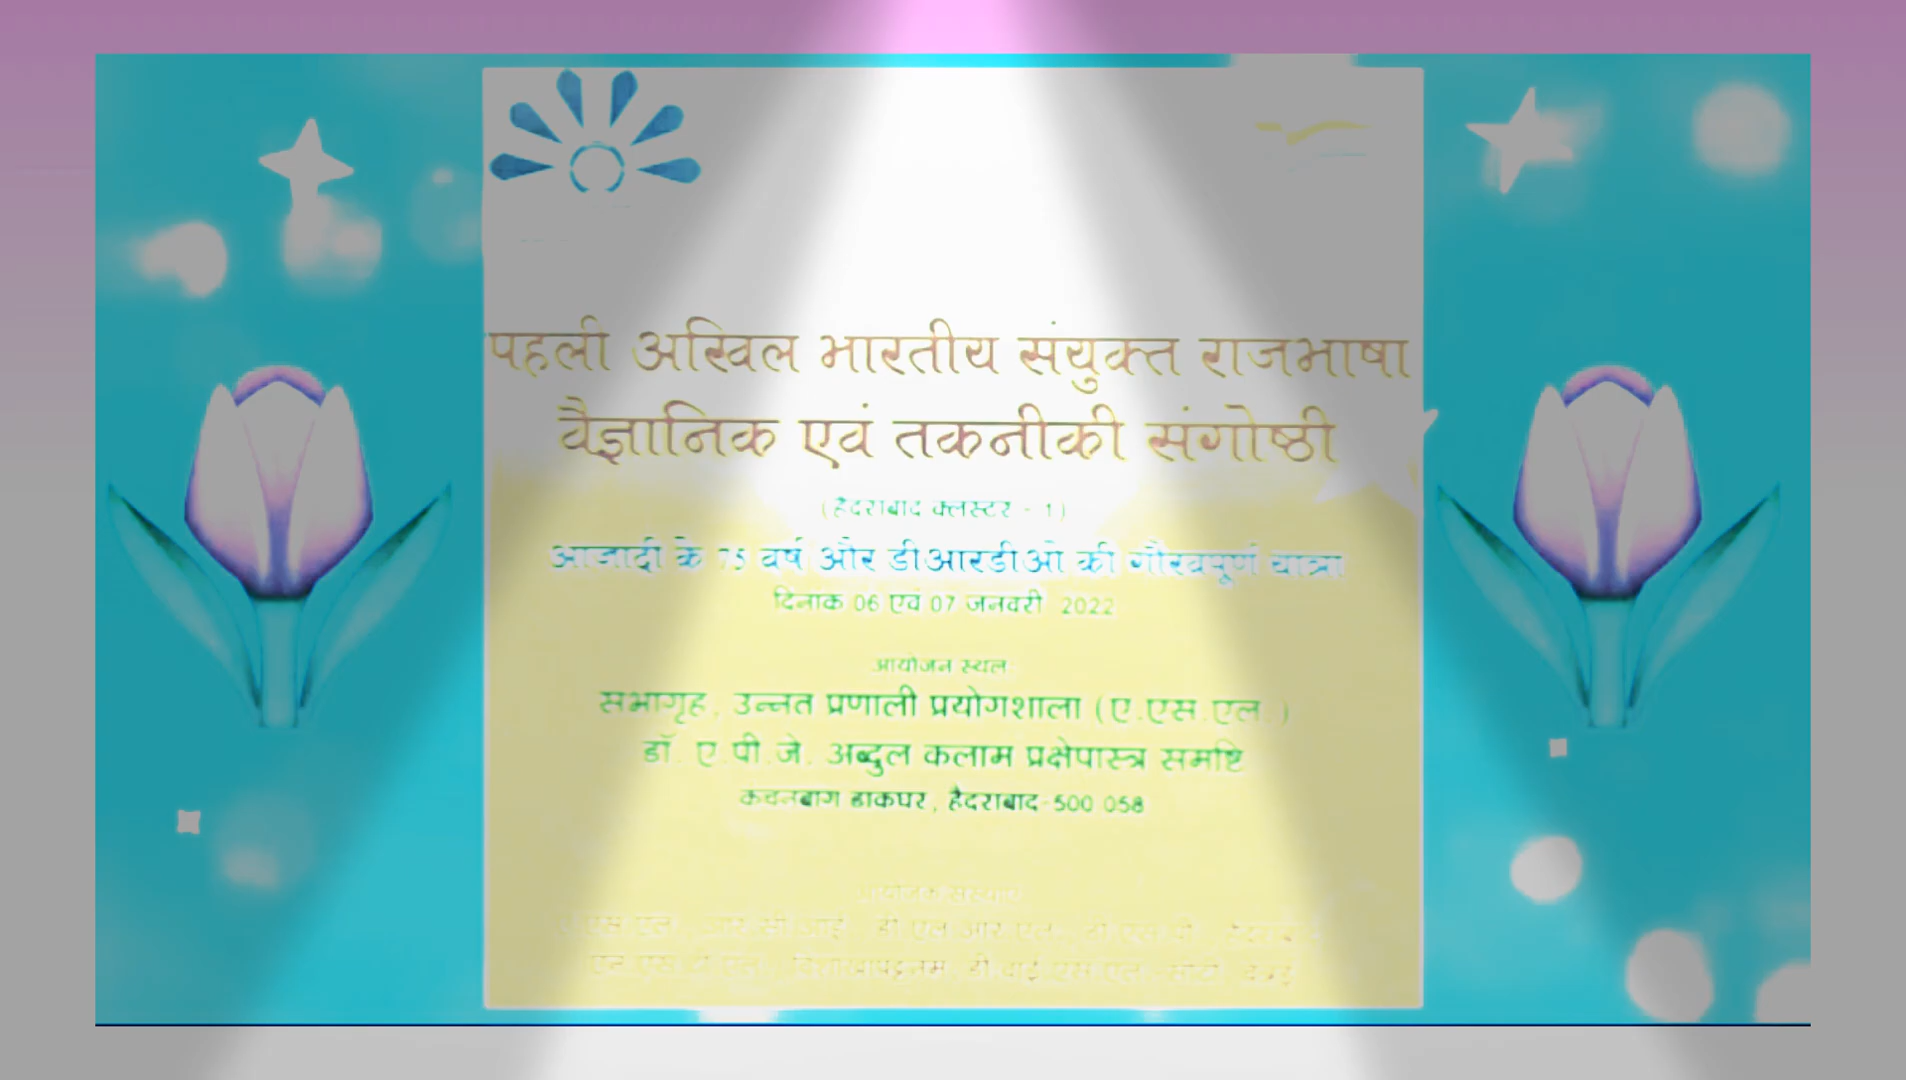 पहली अखिल भारतीय संयुक्त राजभाषा
वैज्ञानिक एवं तकनीकी संगोष्ठी
(हैदराबाद क्लस्टर - 1)
आजादी के 75 वर्ष और डीआरडीओ की गौरवपूर्ण यात्रा
दिनांक 06 एवं 07 जनवरी 2022
आयोजन स्थल
सभागृह, उन्नत प्रणाली प्रयोगशाला (ए.एस.एल.)
डॉ. ए.पी.जे. अब्दुल कलाम प्रक्षेपास्त्र समष्टि
कंचनबाग डाकघर, हैदराबाद-500 058